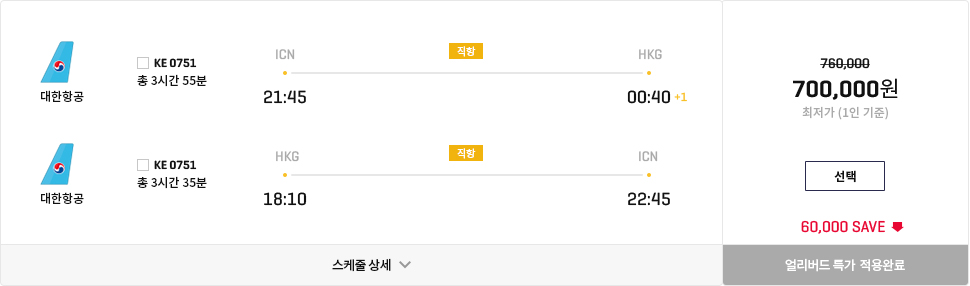 대한항공
KE 0751
총 3시간 55분
ICN
직항
HKG
21:45
00:40 +1
대한항공
KE 0751
총 3시간 35분
HKG
직항
ICN
18:10
22:45
스케줄 상세
760,000
700,000원
최저가 (1인 기준)
선택
60,000 SAVE
얼리버드 특가 적용완료